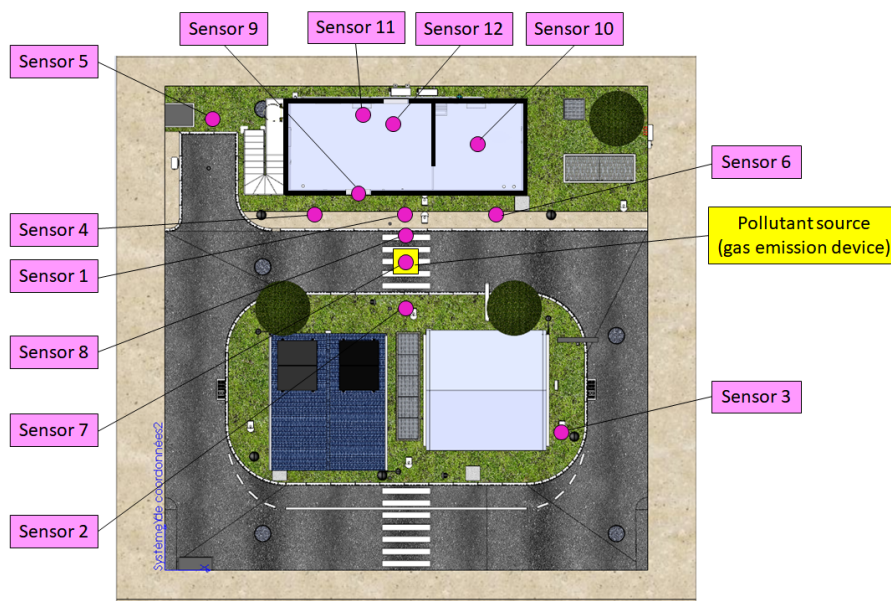 Sensor 9
Sensor 11
Sensor 12
Sensor 10
Sensor 5
Sensor 6
Sensor 4
Pollutant source
(gas emission device)
Sensor 1
Sensor 8
Sensor 3
Sensor 7
Sensor 2
Système de coordonnées2